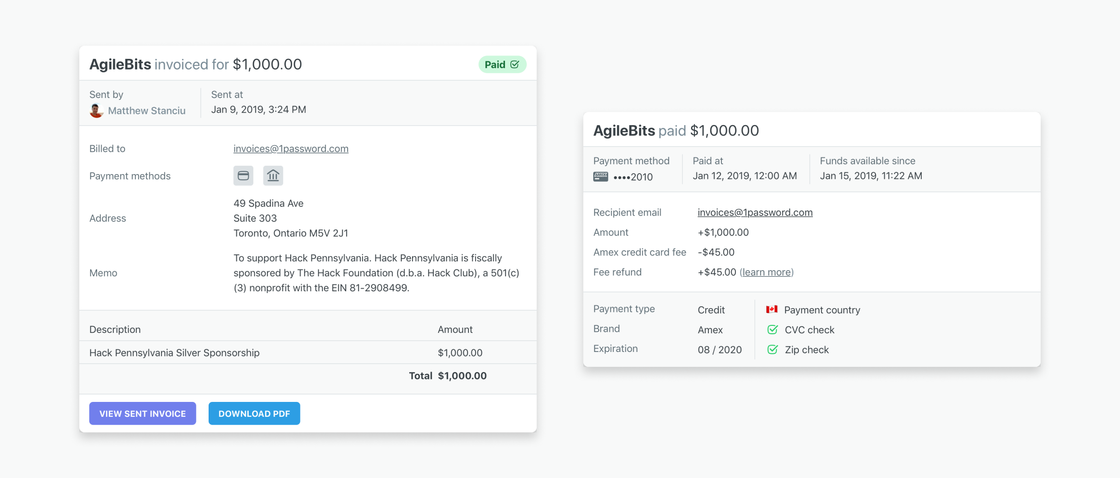 AgileBits invoiced for $1,000.00
Paid
Sent by
Matthew Stanciu
Sent at
Jan 9, 2019, 3:24 PM
Billed to
invoices@1password.com
Payment methods
Address
49 Spadina Ave
Suite 303
Toronto, Ontario M5V 2J1
Memo
To support Hack Pennsylvania. Hack Pennsylvania is fiscally
sponsored by The Hack Foundation (d.b.a. Hack Club), a 501(c)
(3) nonprofit with the EIN 81-2908499.
Description Amount
Hack Pennsylvania Silver Sponsorship $1,000.00
Total $1,000.00
VIEW SENT INVOICE
DOWNLOAD PDF
AgileBits paid $1,000.00
Payment method
••••2010
Paid at
Jan 12, 2019, 12:00 AM
Funds available since
Jan 15, 2019, 11:22 AM
Recipient email invoices@1password.com
Amount +$1,000.00
Amex credit card fee -$45.00
Fee refund +$45.00 (learn more)
Payment type Credit
Brand Amex
Expiration 08 / 2020
Payment country
CVC check
Zip check